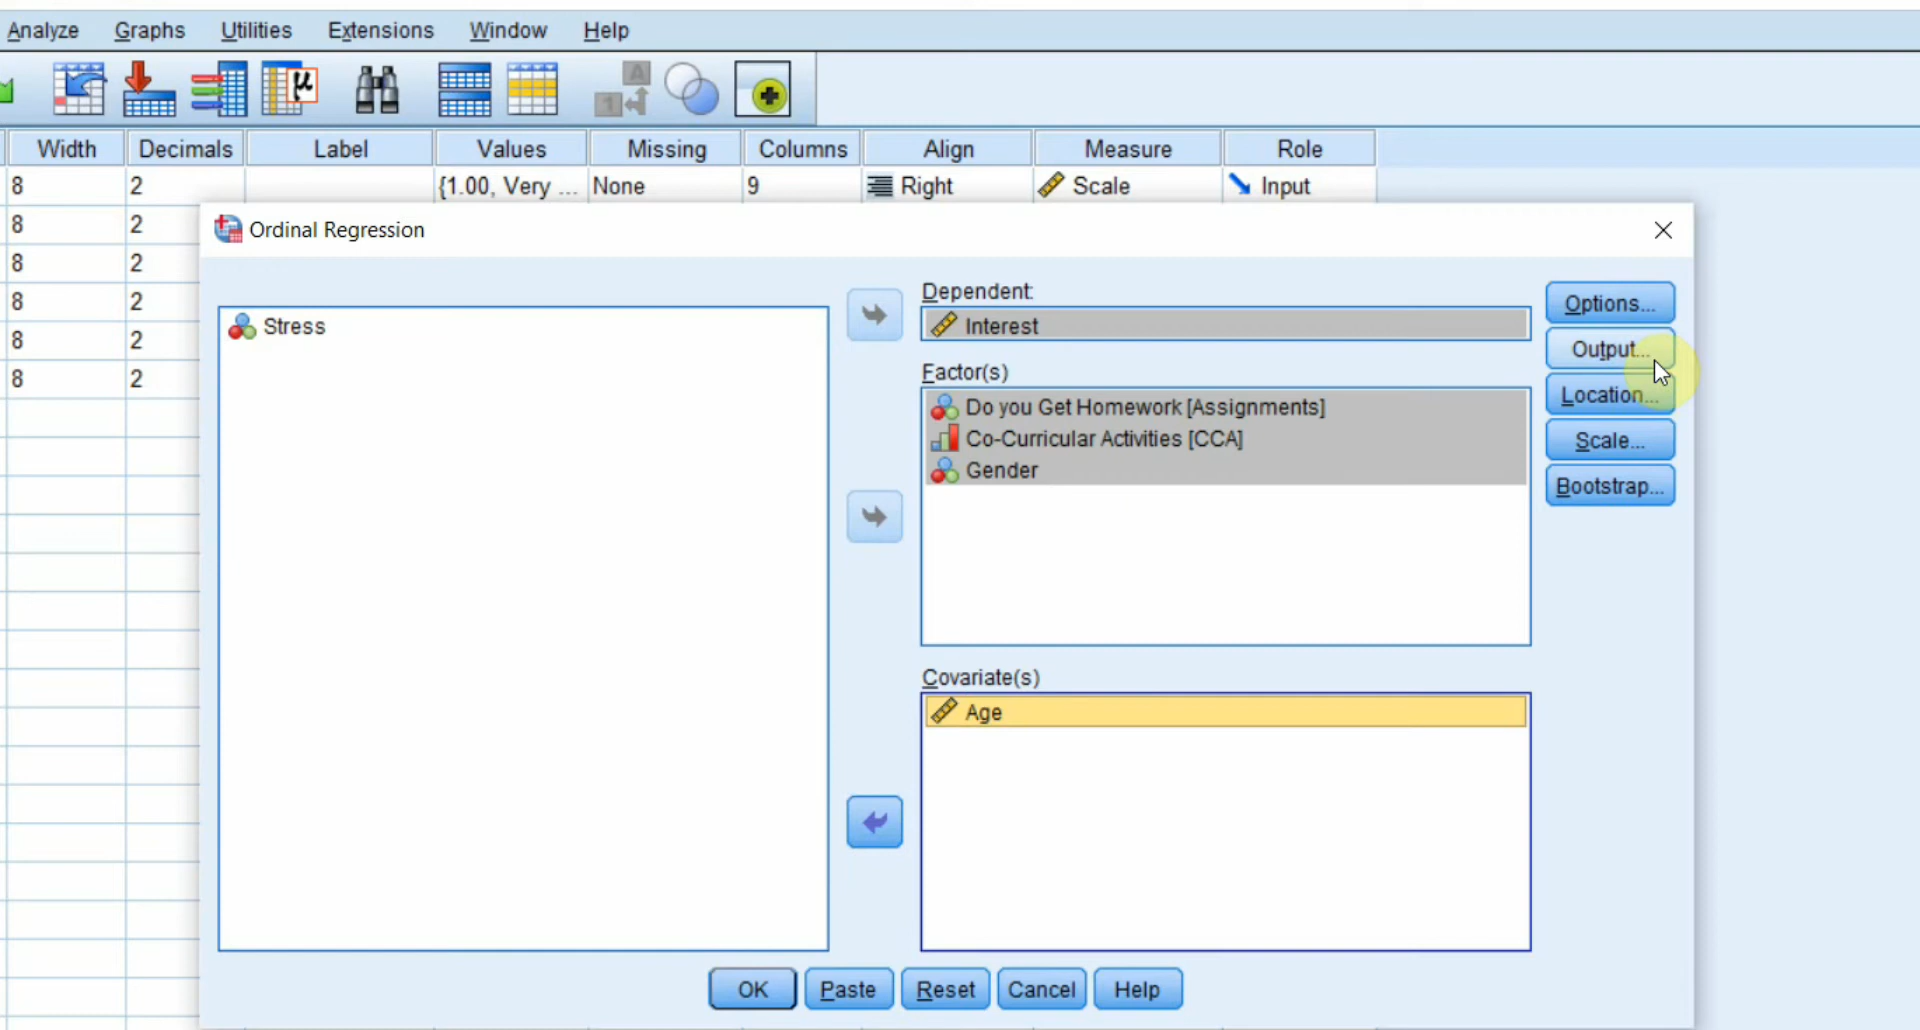 Analyze Graphs Utilities Extensions Window Help
Width Decimals Label Values Missing Columns Align Measure Role
8 2 {1.00, Very ... None 9 Right Scale Input
8 2
8 2
8 2
8 2
8 2
Ordinal Regression
Stress
Dependent:
Interest
Factor(s)
Do you Get Homework [Assignments]
Co-Curricular Activities [CCA]
Gender
Covariate(s)
Age
Options...
Output...
Location...
Scale...
Bootstrap...
OK Paste Reset Cancel Help